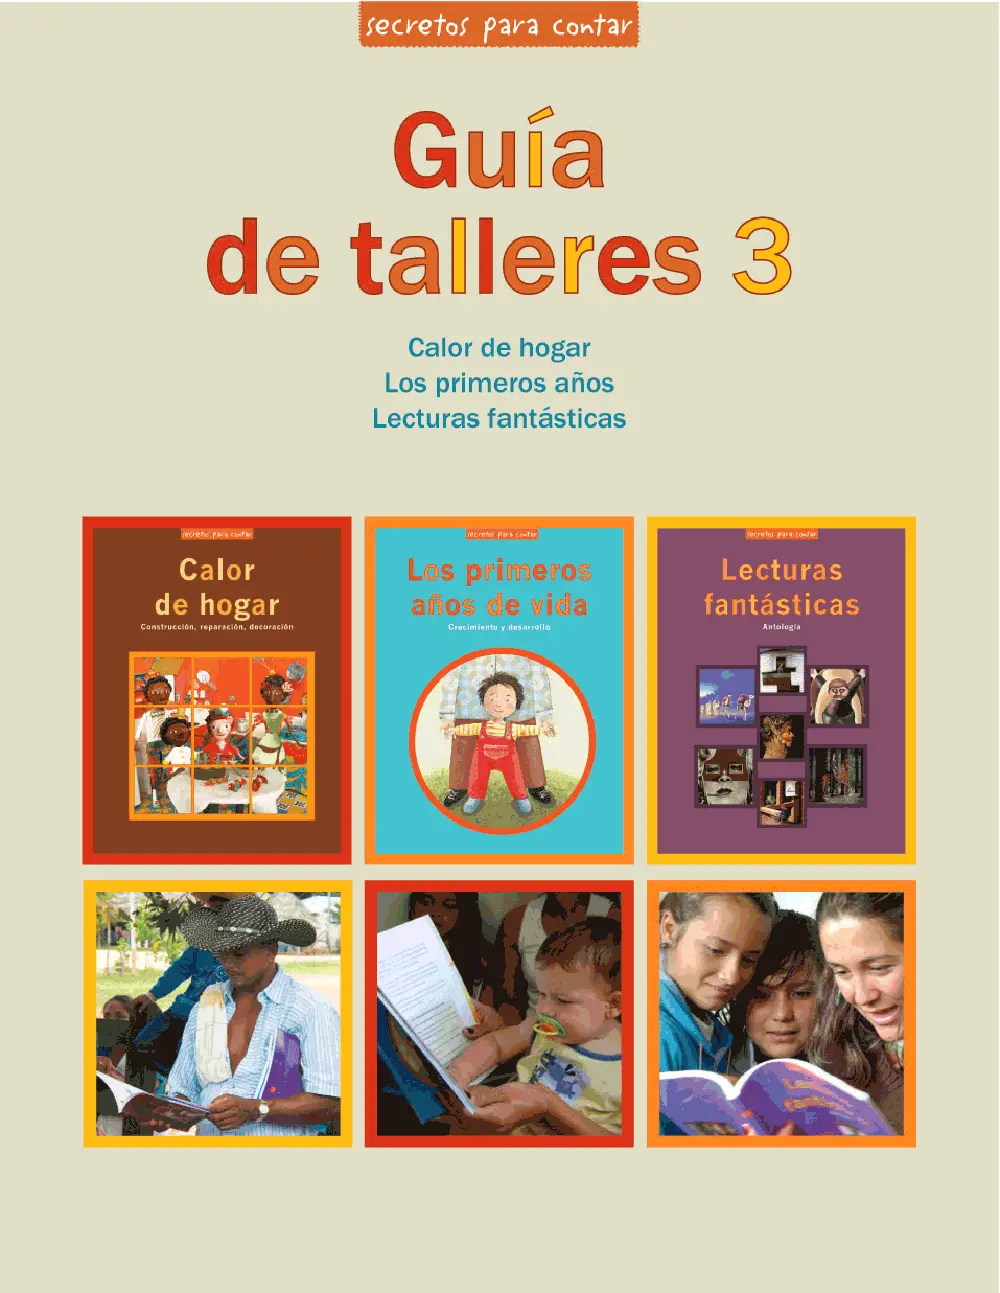 secretos para contar
Guía
de talleres 3
Calor de hogar
Los primeros años
Lecturas fantásticas
secretos para contar
Calor
de hogar
Construcción, reparación, decoración
secretos para contar
Los primeros
años de vida
Crecimiento y desarrollo
secretos para contar
Lecturas
fantásticas
Antología